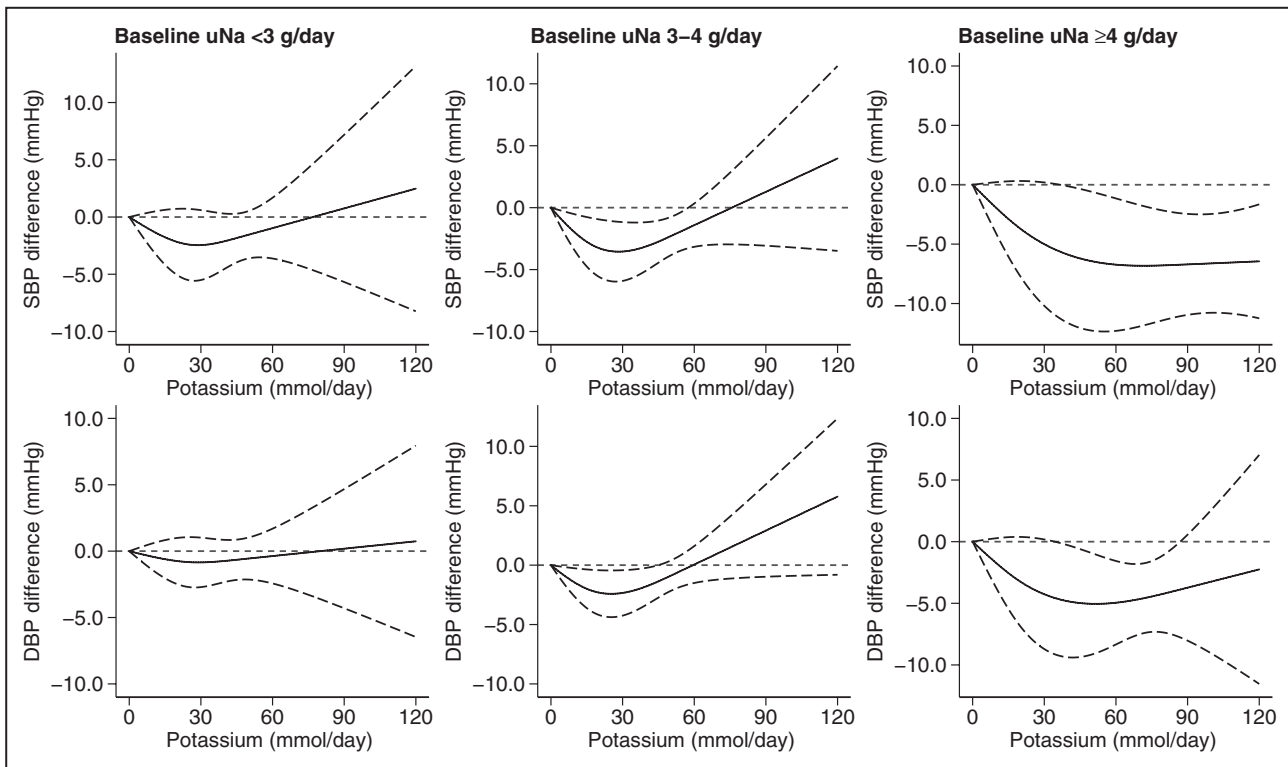 Baseline uNa <3 g/day
SBP difference (mmHg)
10.0
5.0
0.0
−5.0
−10.0
0 30 60 90 120
Potassium (mmol/day)
Baseline uNa 3−4 g/day
SBP difference (mmHg)
10.0
5.0
0.0
−5.0
−10.0
0 30 60 90 120
Potassium (mmol/day)
Baseline uNa ≥4 g/day
SBP difference (mmHg)
10.0
5.0
0.0
−5.0
−10.0
0 30 60 90 120
Potassium (mmol/day)
DBP difference (mmHg)
10.0
5.0
0.0
−5.0
−10.0
0 30 60 90 120
Potassium (mmol/day)
DBP difference (mmHg)
10.0
5.0
0.0
−5.0
−10.0
0 30 60 90 120
Potassium (mmol/day)
DBP difference (mmHg)
10.0
5.0
0.0
−5.0
−10.0
0 30 60 90 120
Potassium (mmol/day)